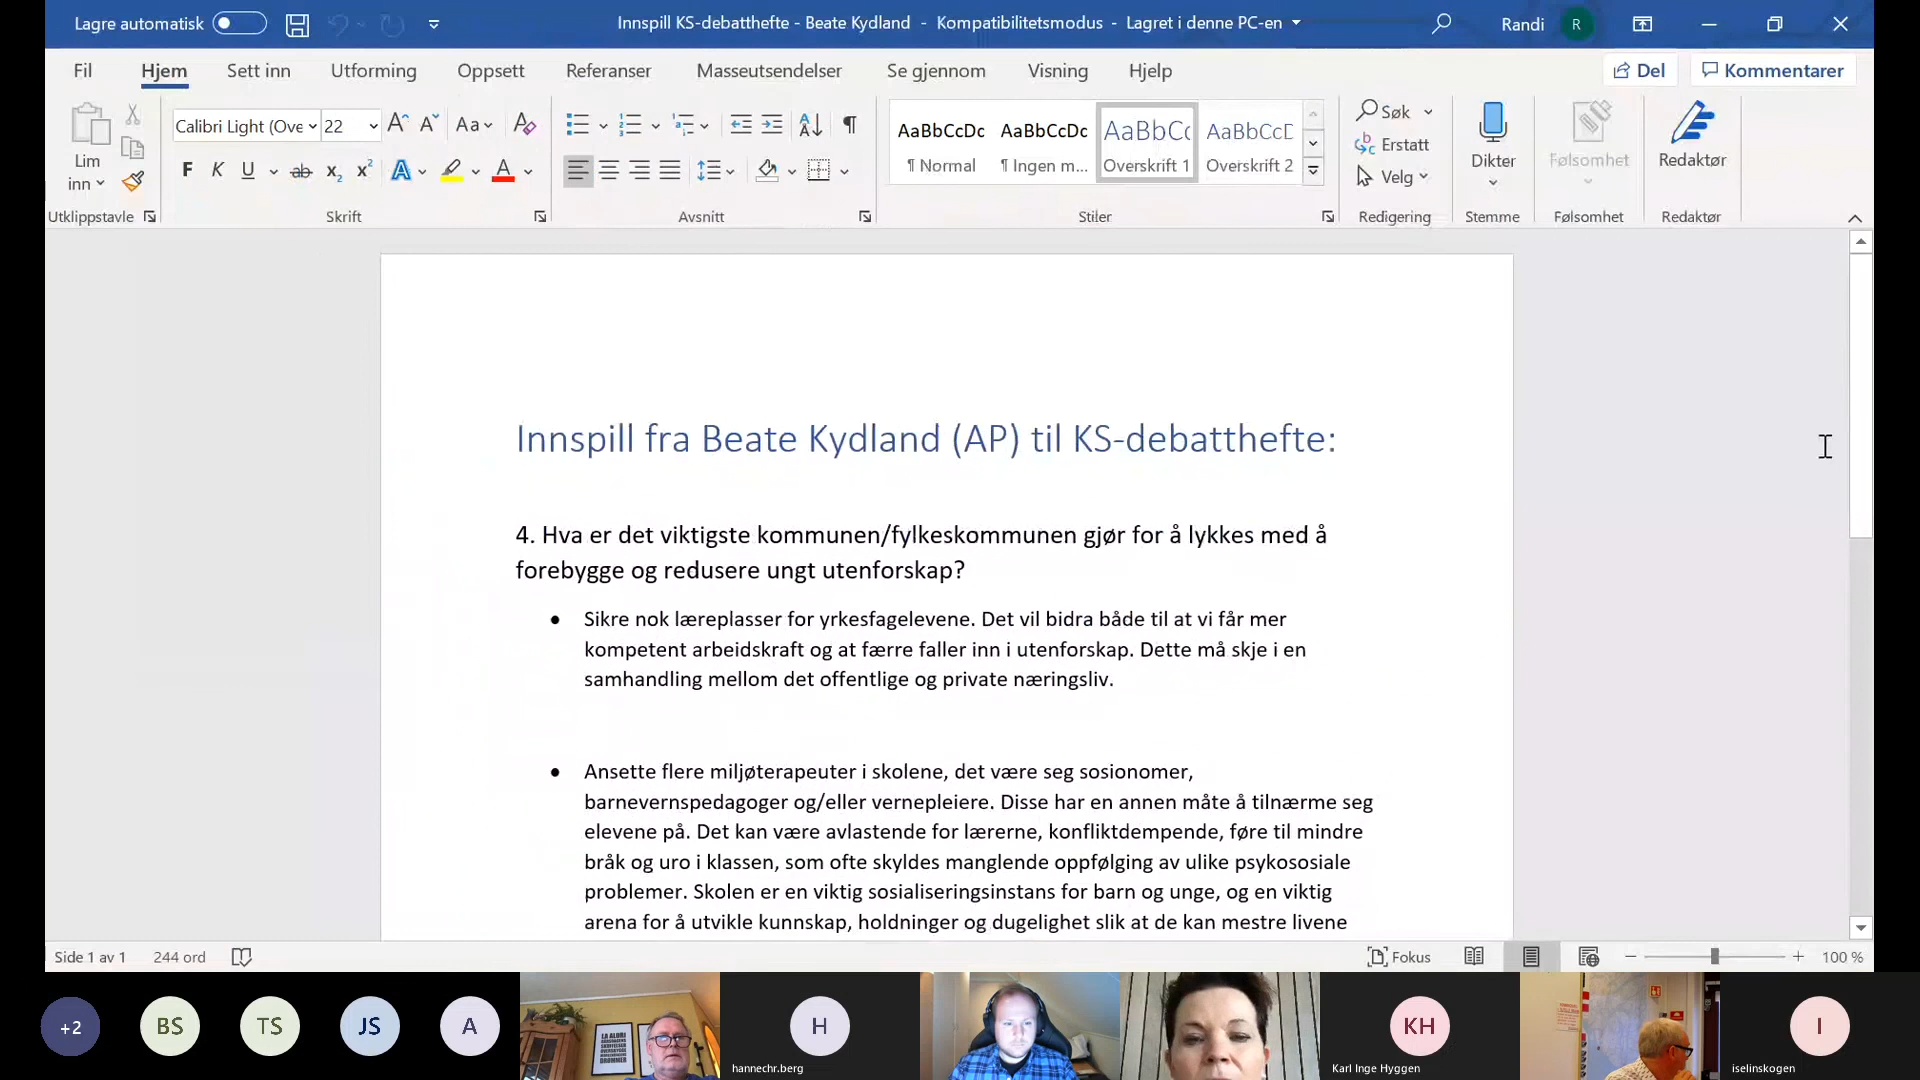 Lagre automatisk
Innspill KS-debatthefte - Beate Kydland - Kompatibilitetsmodus - Lagret i denne PC-en
Randi
R
Fil
Hjem
Sett inn
Utforming
Oppsett
Referanser
Masseutsendelser
Se gjennom
Visning
Hjelp
Del
Kommentarer
Lim
inn
Calibri Light (Ove
22
Aa
F K U ab x₂ x² A A
AaBbCcDc
¶ Normal
AaBbCcDc
¶ Ingen m...
AaBbCc
Overskrift 1
AaBbCcD
Overskrift 2
Søk
Erstatt
Velg
Dikter
Følsomhet
Redaktør
Utklippstavle
Skrift
Avsnitt
Stiler
Redigering
Stemme
Følsomhet
Redaktør
Innspill fra Beate Kydland (AP) til KS-debatthefte:
4. Hva er det viktigste kommunen/fylkeskommunen gjør for å lykkes med å
forebygge og redusere ungt utenforskap?
• Sikre nok læreplasser for yrkesfagelevene. Det vil bidra både til at vi får mer
kompetent arbeidskraft og at færre faller inn i utenforskap. Dette må skje i en
samhandling mellom det offentlige og private næringsliv.
• Ansette flere miljøterapeuter i skolene, det være seg sosionomer,
barnevernspedagoger og/eller vernepleiere. Disse har en annen måte å tilnærme seg
elevene på. Det kan være avlastende for lærerne, konfliktdempende, føre til mindre
bråk og uro i klassen, som ofte skyldes manglende oppfølging av ulike psykososiale
problemer. Skolen er en viktig sosialiseringsinstans for barn og unge, og en viktig
arena for å utvikle kunnskap, holdninger og dugelighet slik at de kan mestre livene
Side 1 av 1
244 ord
Fokus
100 %
+2
BS
TS
JS
A
LA ALDRI
DRØMMER
H
hannechr.berg
KH
Karl Inge Hyggen
I
iselinskogen